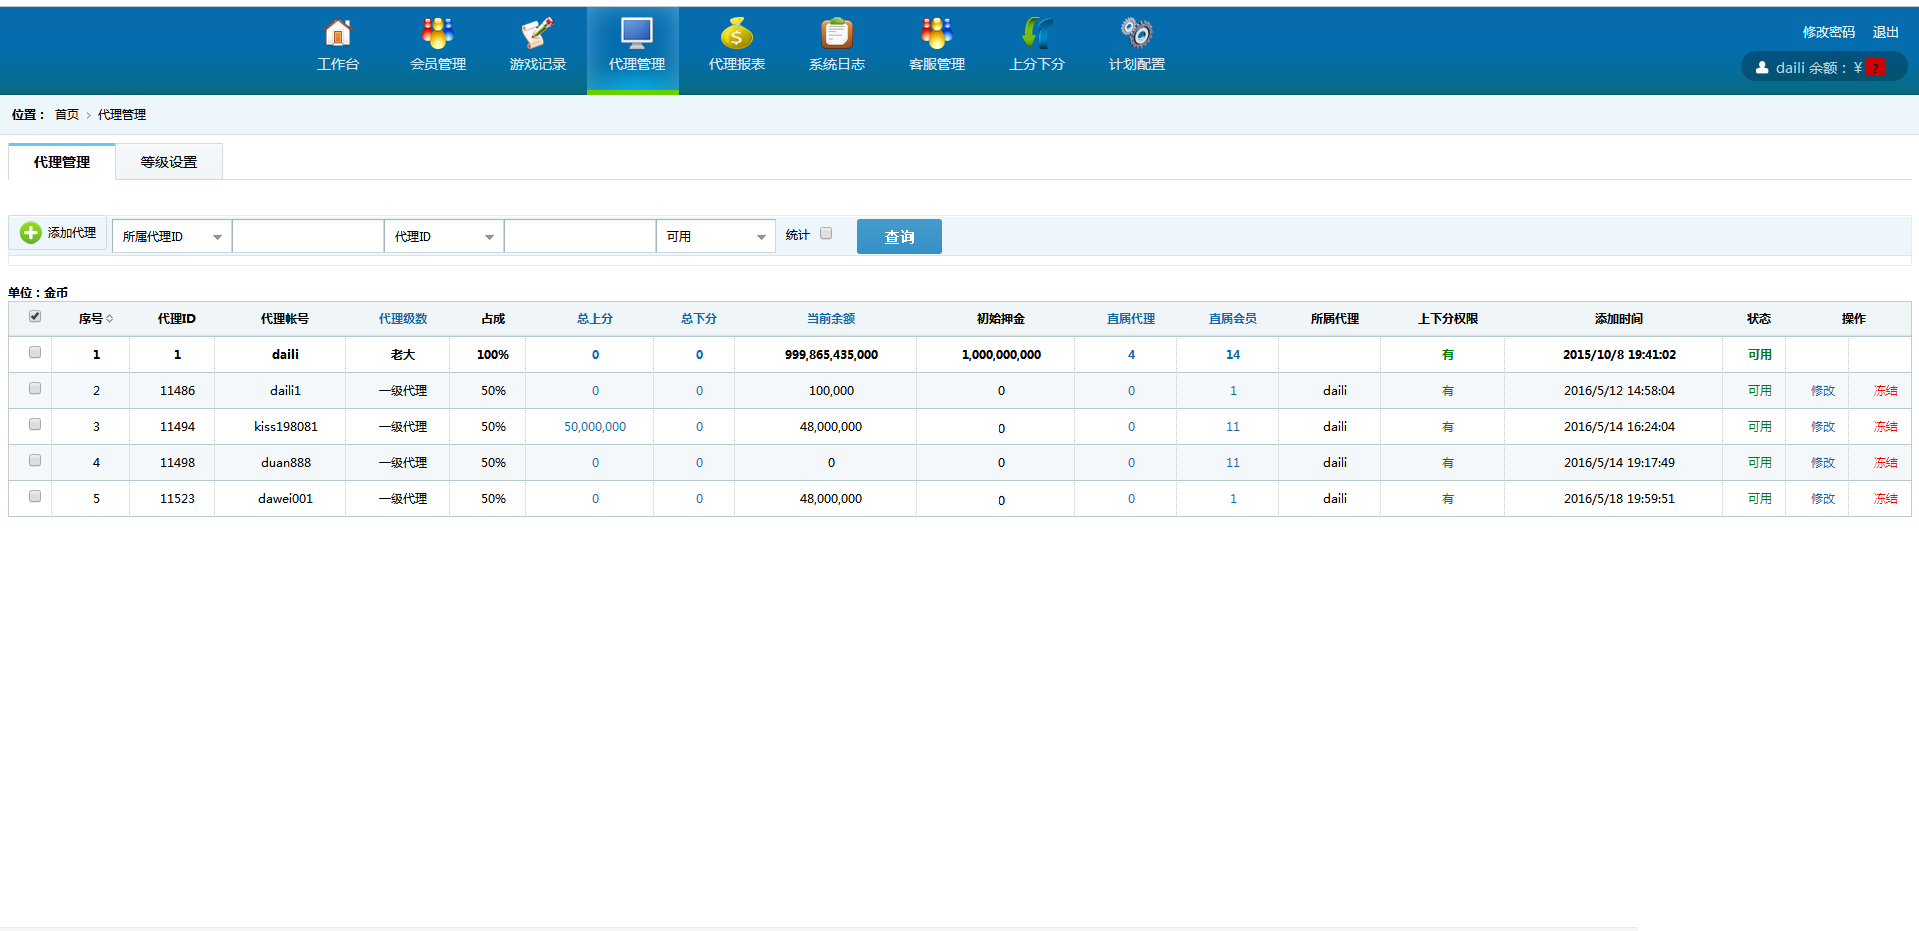 工作台 会员管理 游戏记录 代理管理 代理报表 系统日志 客服管理 上分下分 计划配置
修改密码 退出
daili 余额：¥ ?
位置： 首页 › 代理管理
代理管理 等级设置
添加代理 所属代理ID 代理ID 可用 统计 查询
单位：金币
序号 代理ID 代理帐号 代理级数 占成 总上分 总下分 当前余额 初始押金 直属代理 直属会员 所属代理 上下分权限 添加时间 状态 操作
1 1 daili 老大 100% 0 0 999,865,435,000 1,000,000,000 4 14 有 2015/10/8 19:41:02 可用
2 11486 daili1 一级代理 50% 0 0 100,000 0 0 1 daili 有 2016/5/12 14:58:04 可用 修改 冻结
3 11494 kiss198081 一级代理 50% 50,000,000 0 48,000,000 0 0 11 daili 有 2016/5/14 16:24:04 可用 修改 冻结
4 11498 duan888 一级代理 50% 0 0 0 0 0 11 daili 有 2016/5/14 19:17:49 可用 修改 冻结
5 11523 dawei001 一级代理 50% 0 0 48,000,000 0 0 1 daili 有 2016/5/18 19:59:51 可用 修改 冻结